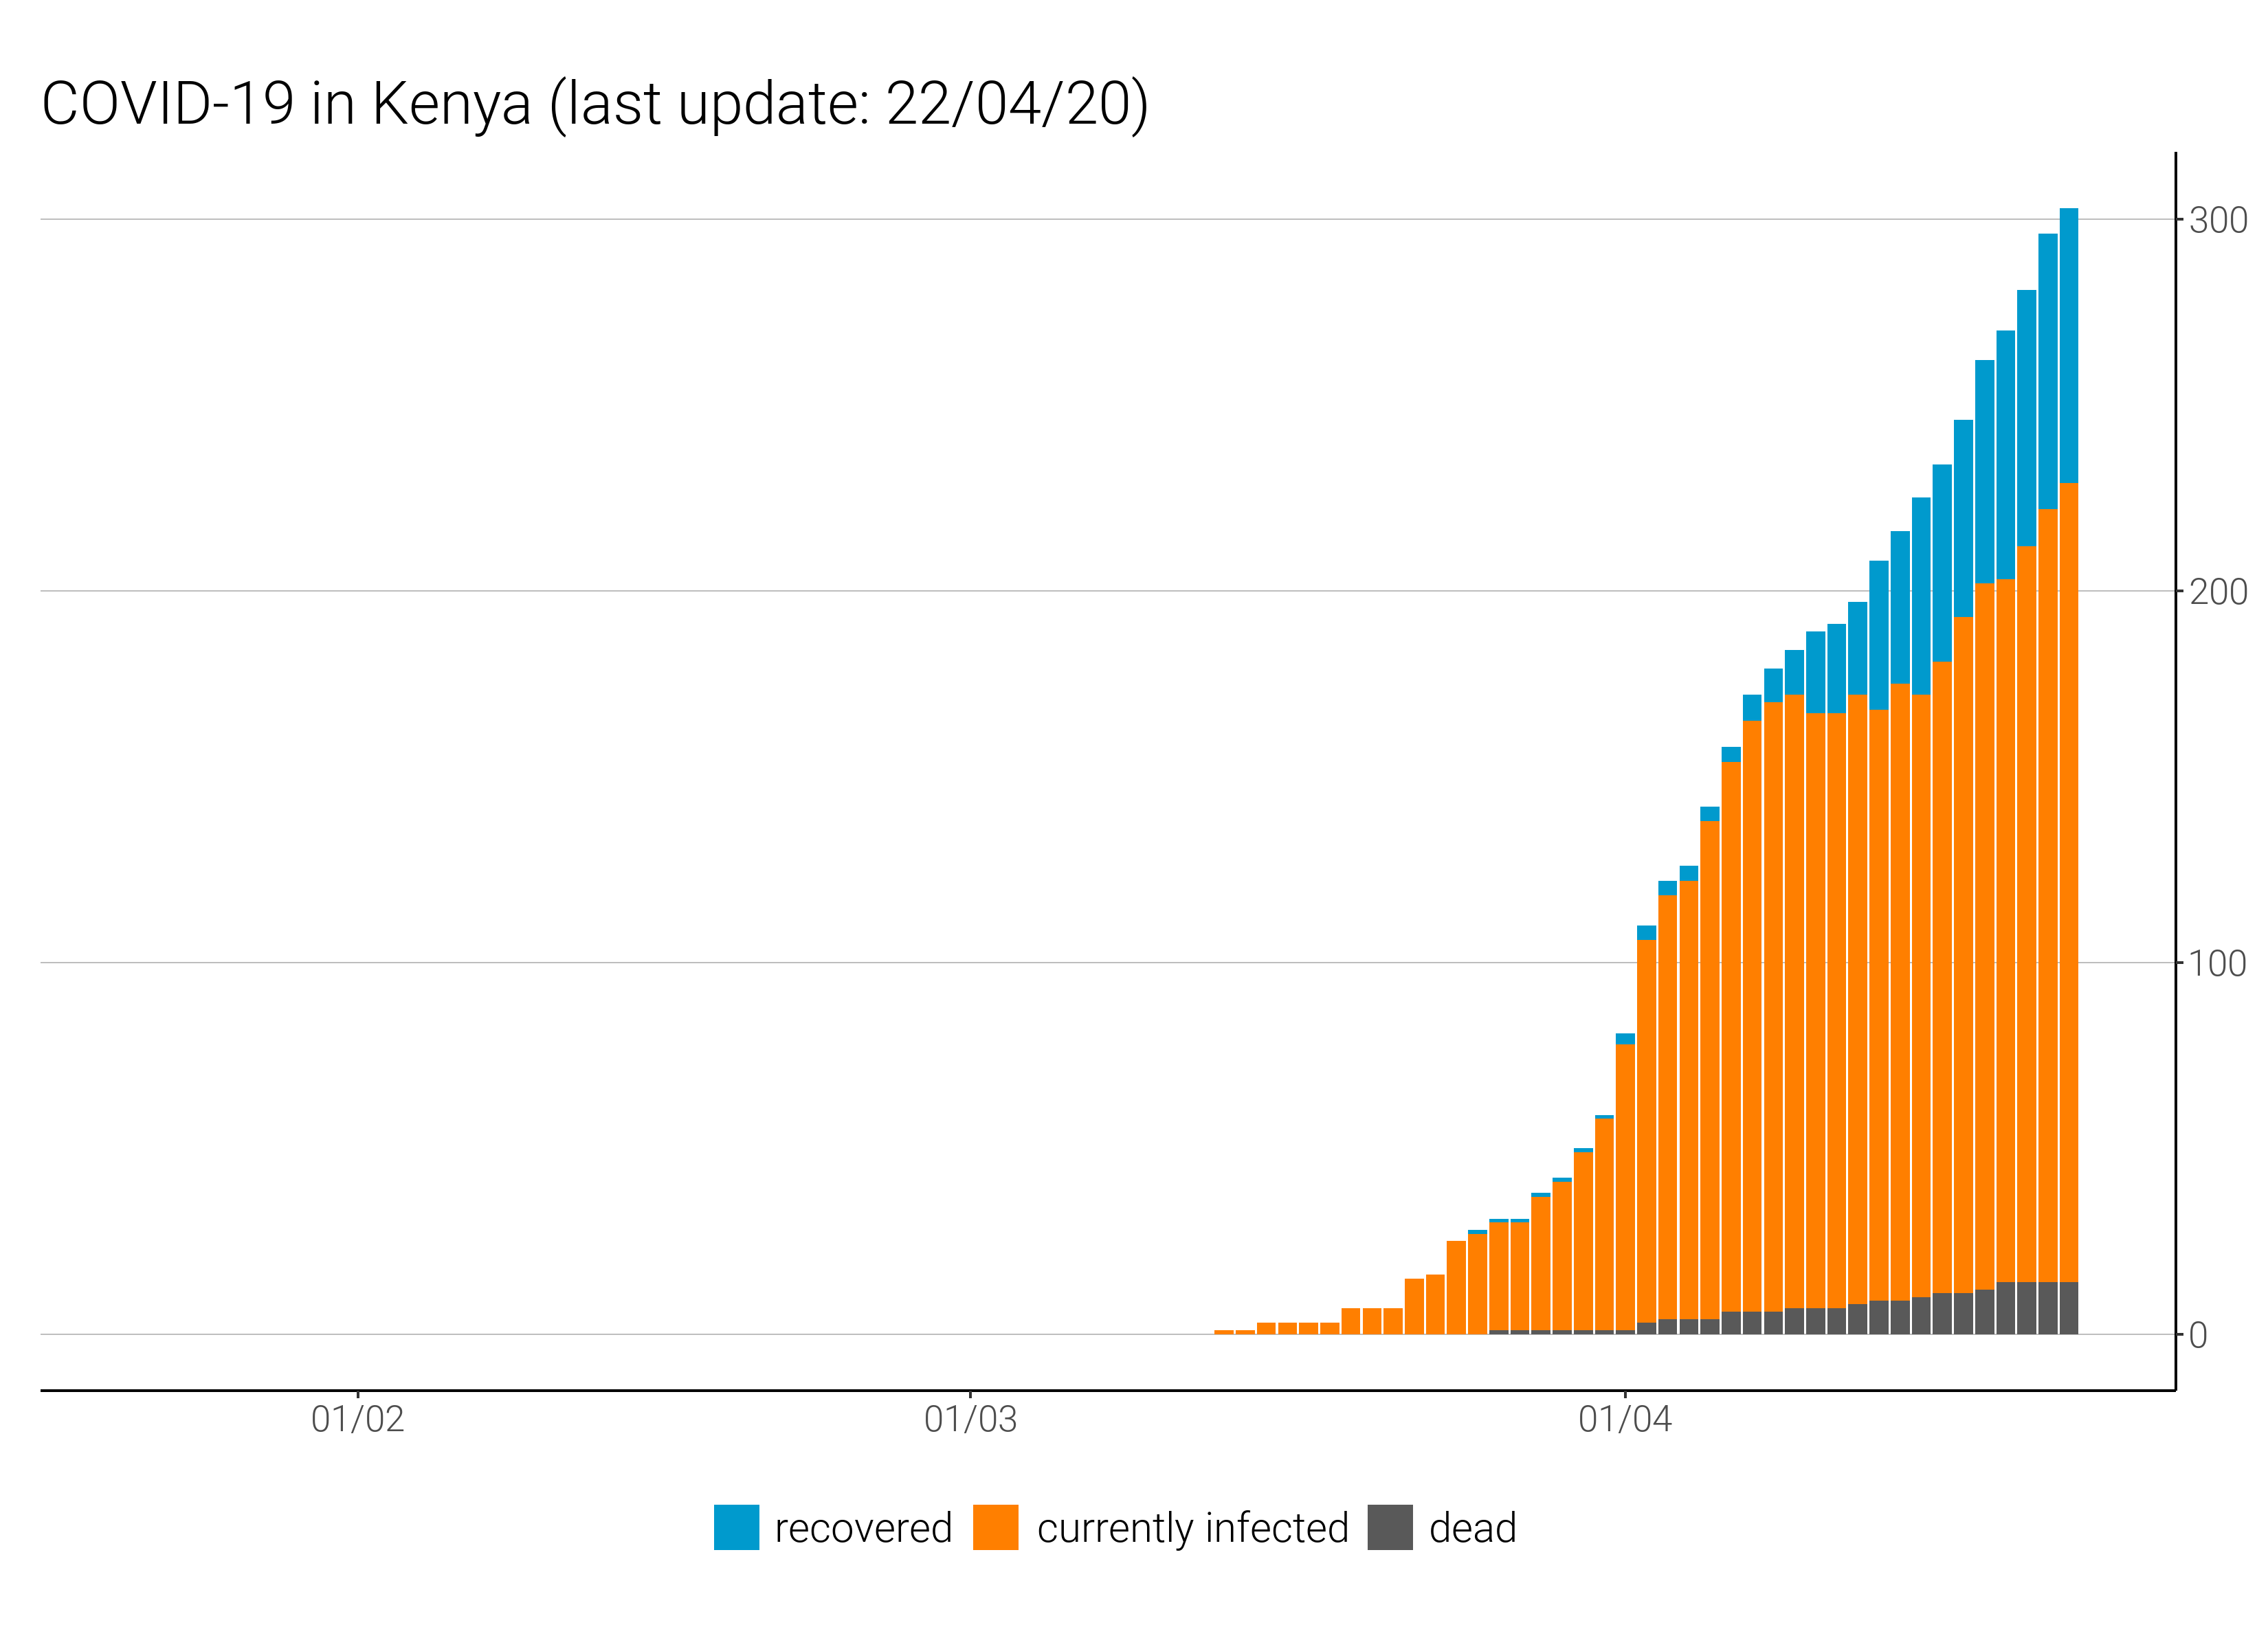 COVID-19 in Kenya (last update: 22/04/20)
300
200
100
0
01/02 01/03 01/04
recovered currently infected dead